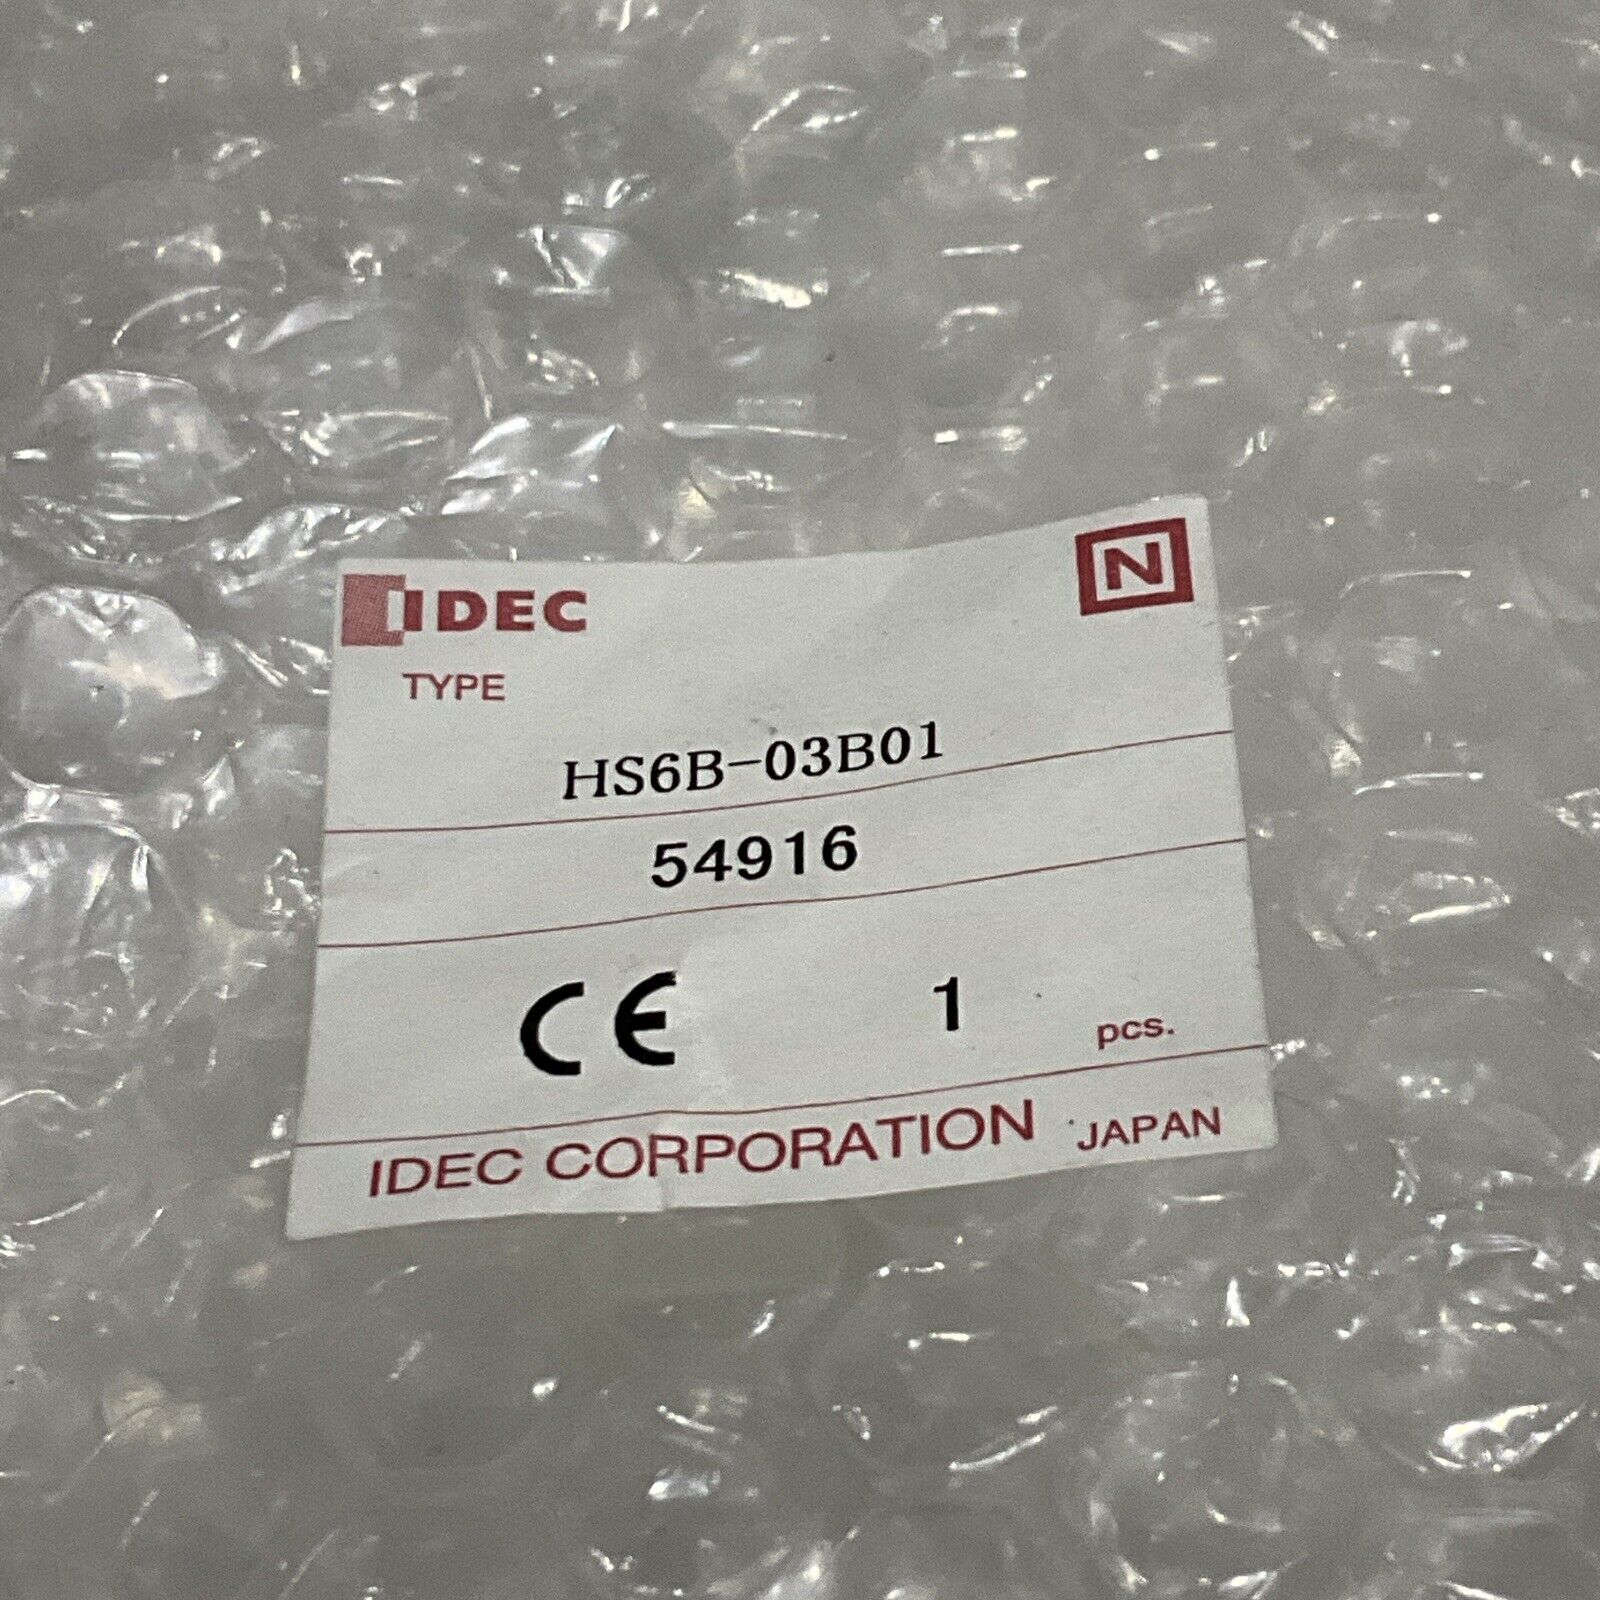 IDEC
N
TYPE
HS6B-03B01
54916
CE 1 pcs.
IDEC CORPORATION JAPAN